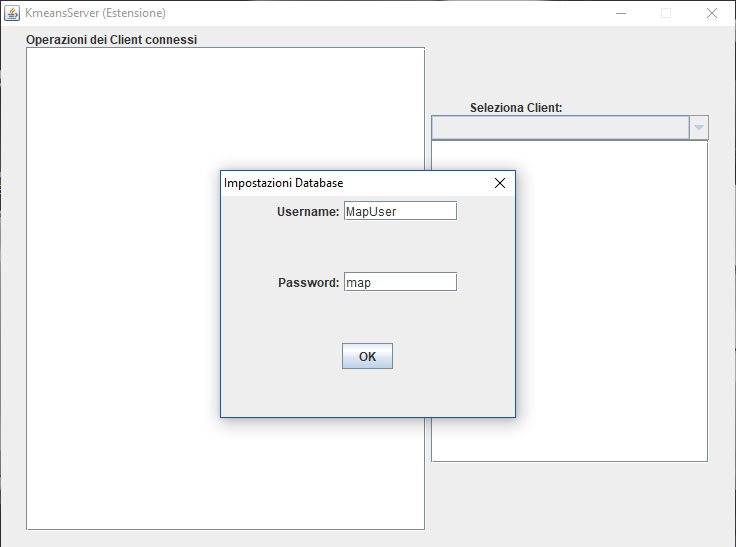 KmeansServer (Estensione)
Operazioni dei Client connessi
Seleziona Client:
Impostazioni Database
Username: MapUser
Password: map
OK